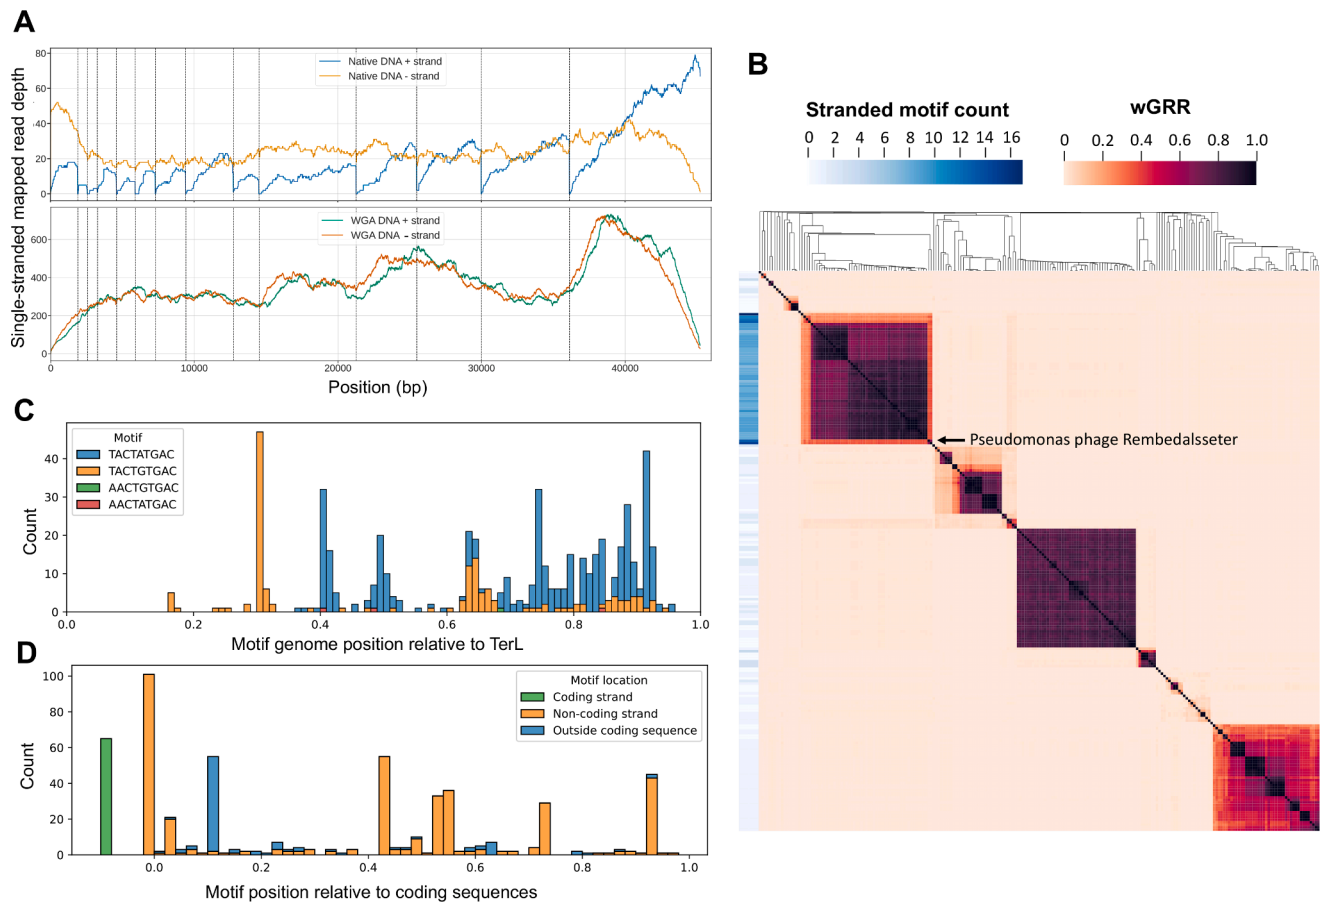 A
Single-stranded mapped read depth
80
60
40
20
0
Native DNA + strand
Native DNA - strand
600
400
200
0
WGA DNA + strand
WGA DNA - strand
0 10000 20000 30000 40000
Position (bp)
B
Stranded motif count
0 2 4 6 8 10 12 14 16
wGRR
0 0.2 0.4 0.6 0.8 1.0
Pseudomonas phage Rembedalsseter
C
Count
40
30
20
10
0
Motif
TACTATGAC
TACTGTGAC
AACTGTGAC
AACTATGAC
0.0 0.2 0.4 0.6 0.8 1.0
Motif genome position relative to TerL
D
Count
100
80
60
40
20
0
Motif location
Coding strand
Non-coding strand
Outside coding sequence
0.0 0.2 0.4 0.6 0.8 1.0
Motif position relative to coding sequences